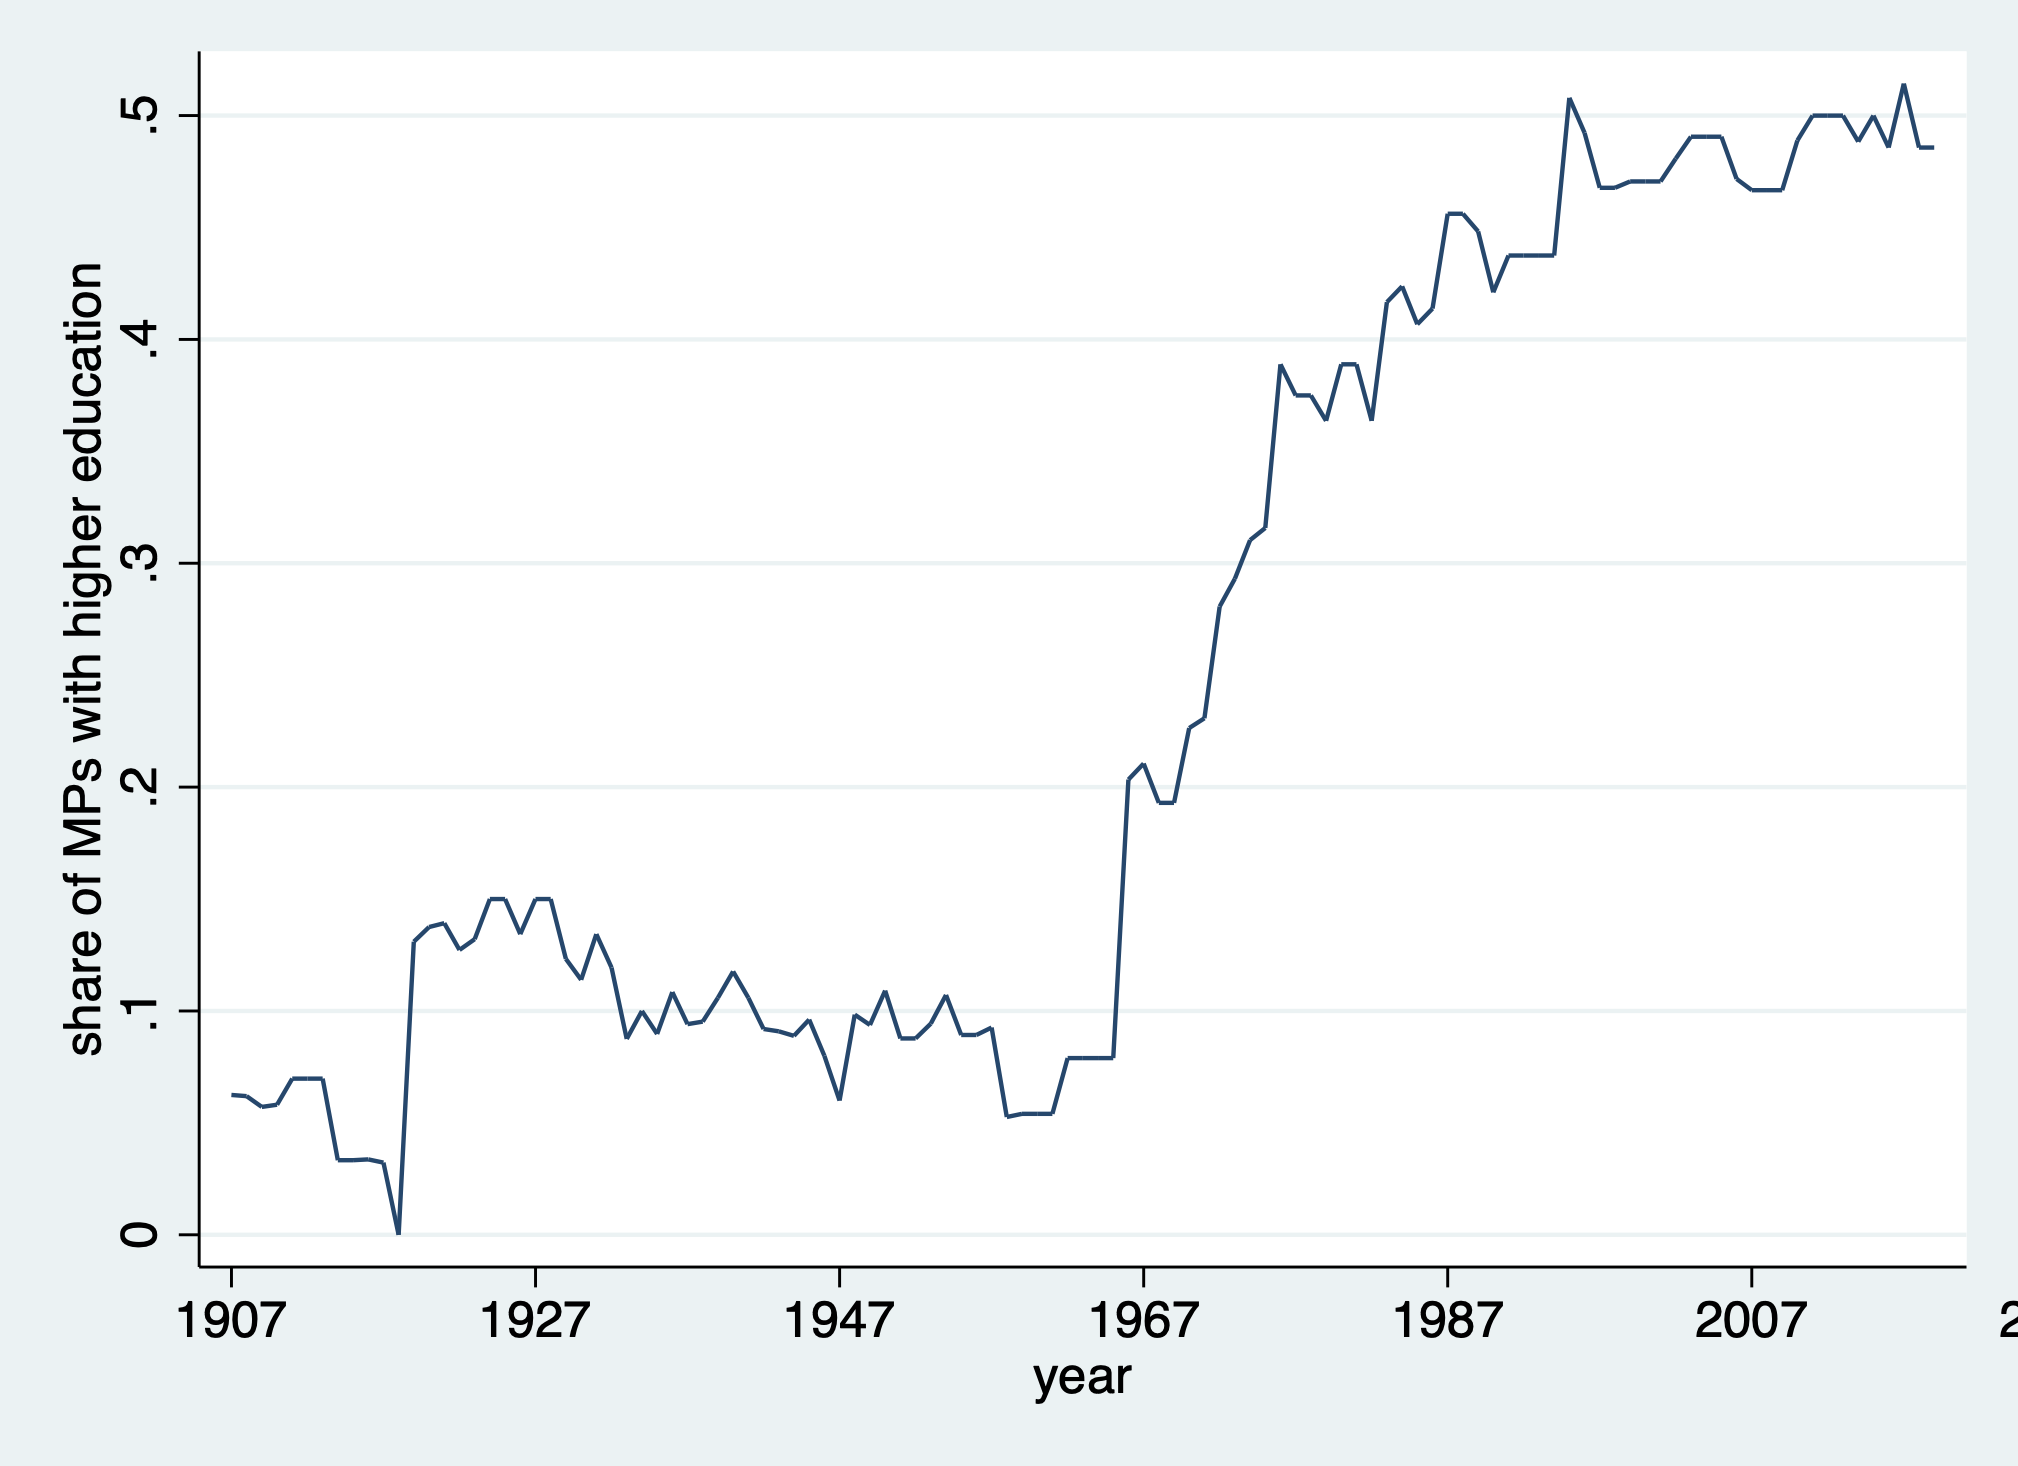 share of MPs with higher education
.5
.4
.3
.2
.1
0
1907 1927 1947 1967 1987 2007
year